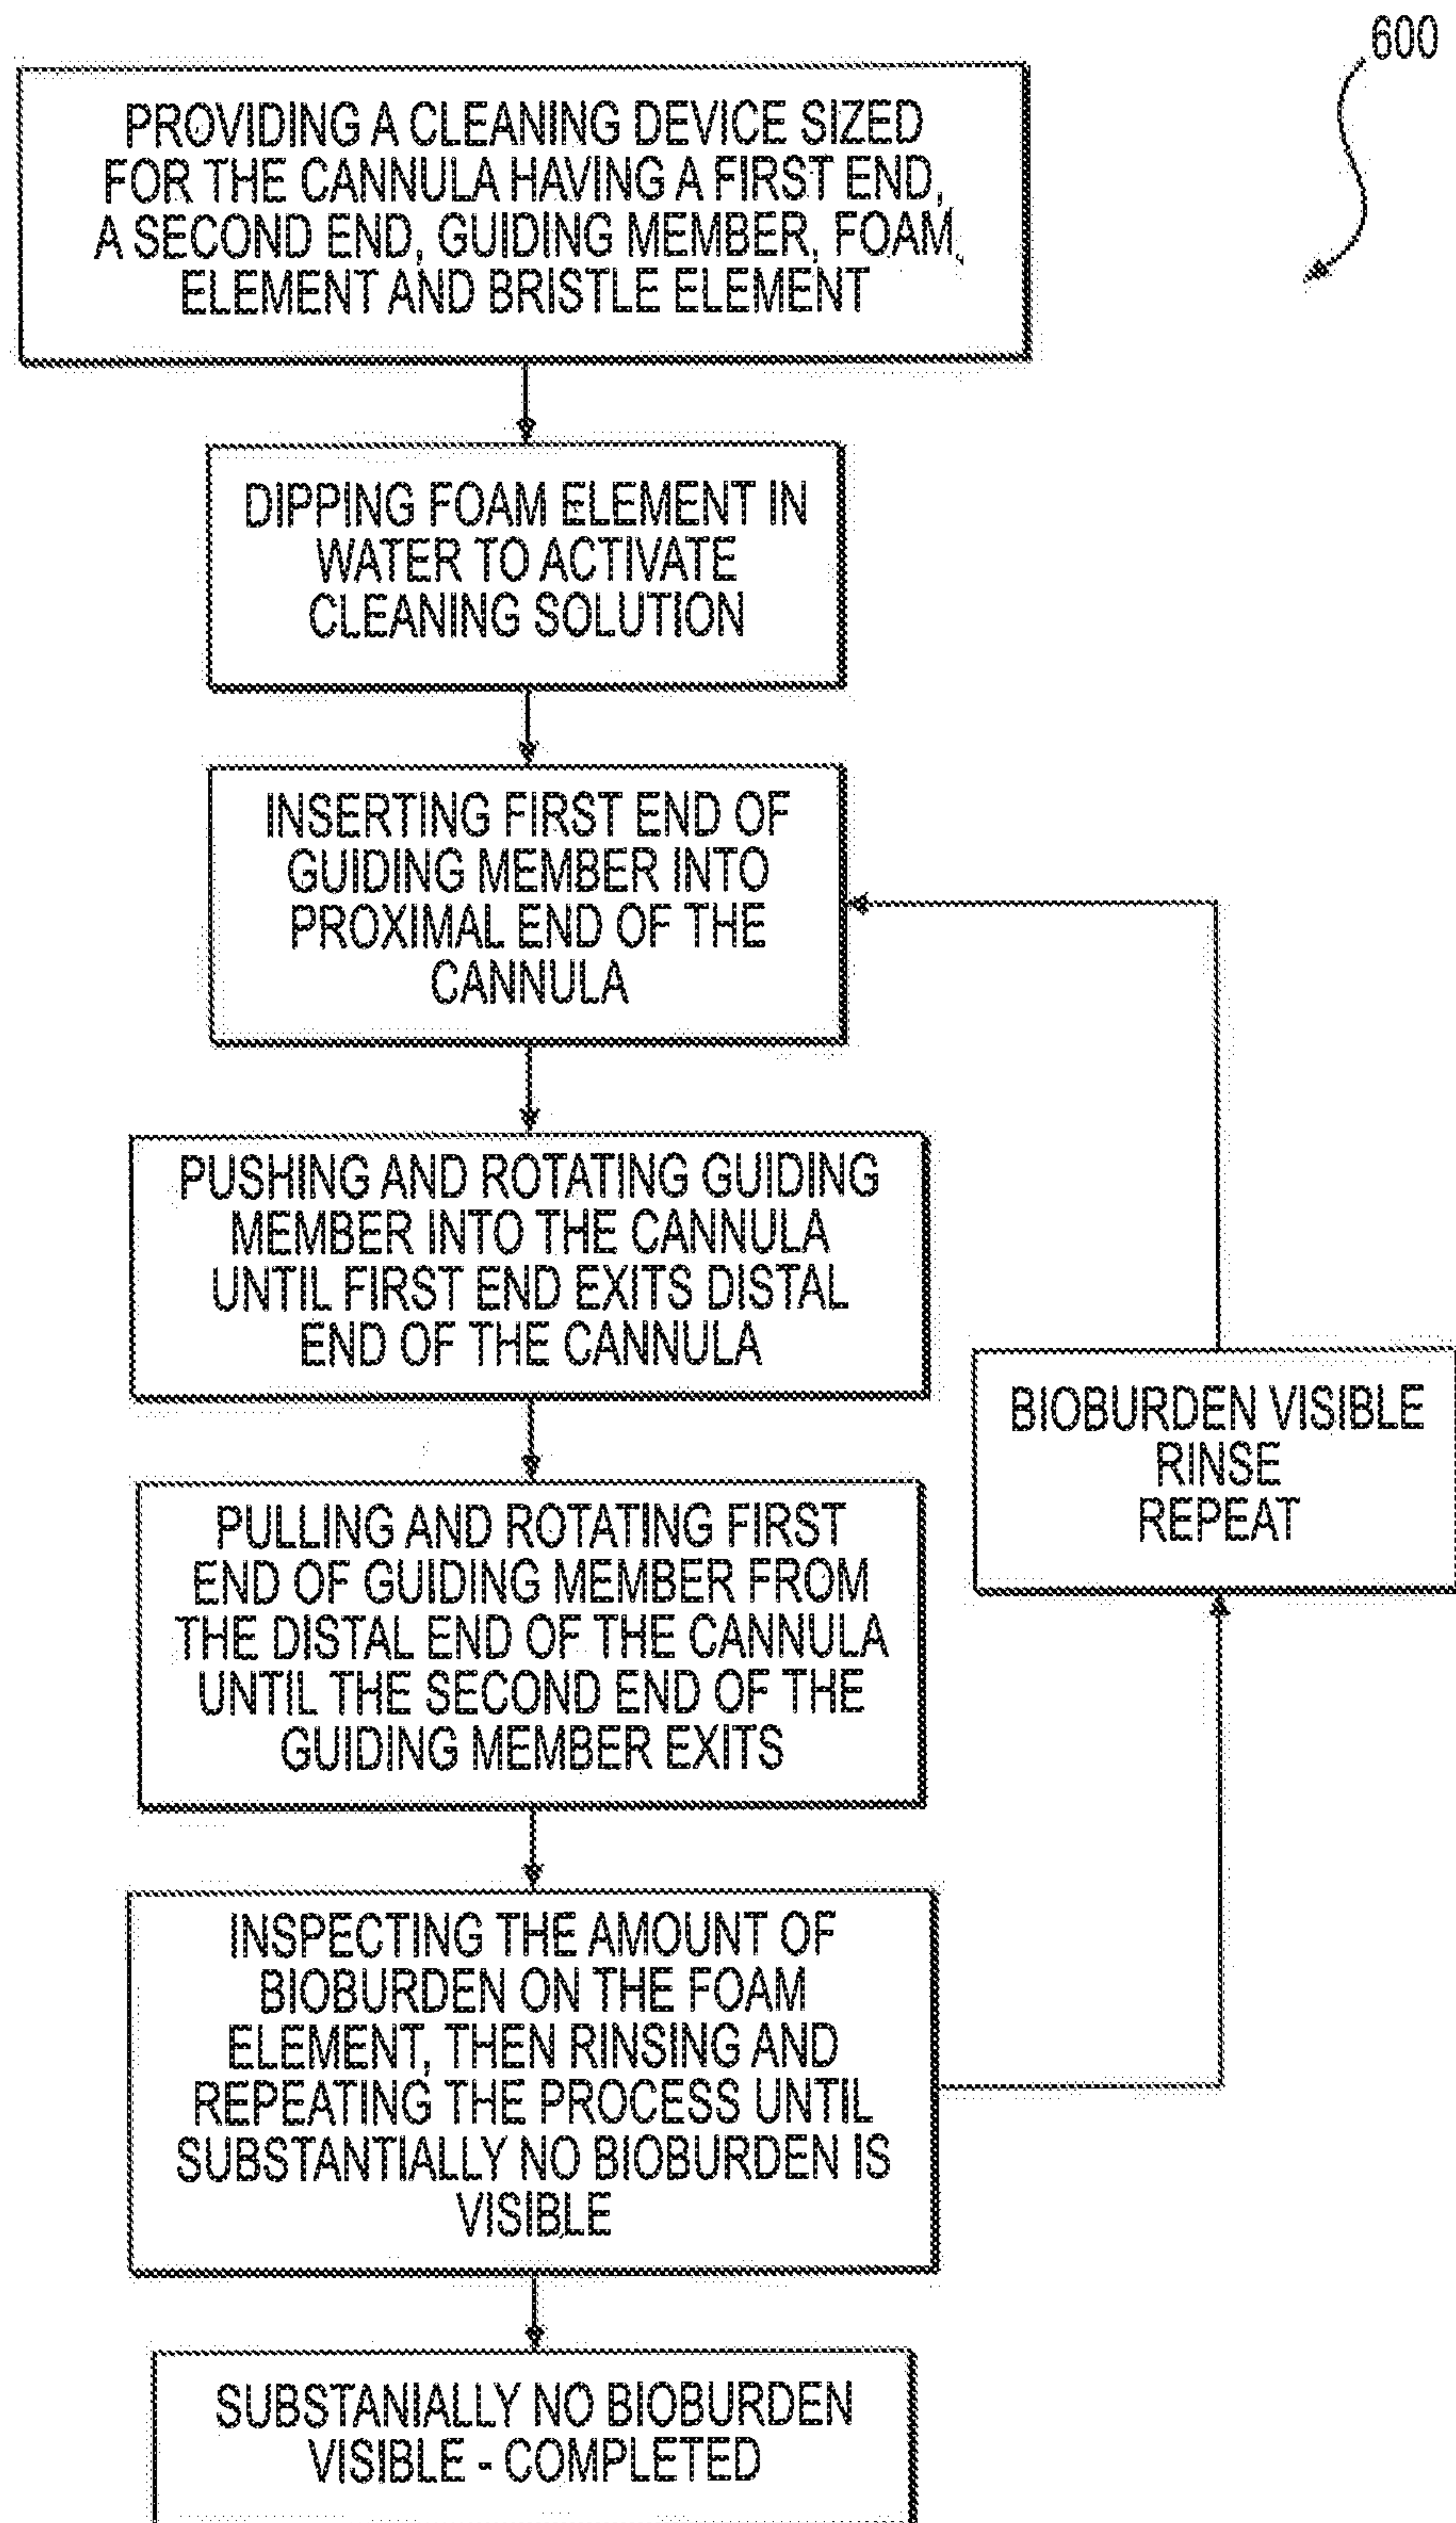 600
PROVIDING A CLEANING DEVICE SIZED
FOR THE CANNULA HAVING A FIRST END,
A SECOND END, GUIDING MEMBER, FOAM
ELEMENT AND BRISTLE ELEMENT
DIPPING FOAM ELEMENT IN
WATER TO ACTIVATE
CLEANING SOLUTION
INSERTING FIRST END OF
GUIDING MEMBER INTO
PROXIMAL END OF THE
CANNULA
PUSHING AND ROTATING GUIDING
MEMBER INTO THE CANNULA
UNTIL FIRST END EXITS DISTAL
END OF THE CANNULA
PULLING AND ROTATING FIRST
END OF GUIDING MEMBER FROM
THE DISTAL END OF THE CANNULA
UNTIL THE SECOND END OF THE
GUIDING MEMBER EXITS
INSPECTING THE AMOUNT OF
BIOBURDEN ON THE FOAM
ELEMENT, THEN RINSING AND
REPEATING THE PROCESS UNTIL
SUBSTANTIALLY NO BIOBURDEN IS
VISIBLE
BIOBURDEN VISIBLE
RINSE
REPEAT
SUBSTANIALLY NO BIOBURDEN
VISIBLE - COMPLETED